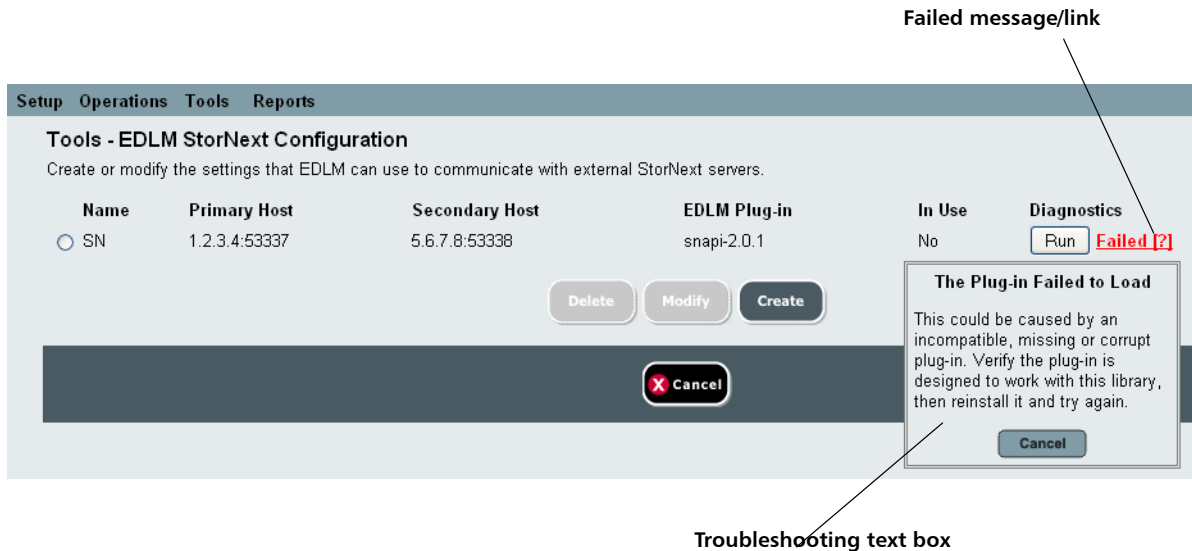 Failed message/link
Setup Operations Tools Reports
Tools - EDLM StorNext Configuration
Create or modify the settings that EDLM can use to communicate with external StorNext servers.
Name Primary Host Secondary Host EDLM Plug-in In Use Diagnostics
SN 1.2.3.4:53337 5.6.7.8:53338 snapi-2.0.1 No Run Failed [?]
Delete Modify Create
The Plug-in Failed to Load
This could be caused by an
incompatible, missing or corrupt
plug-in. Verify the plug-in is
designed to work with this library,
then reinstall it and try again.
Cancel
X Cancel
Troubleshooting text box